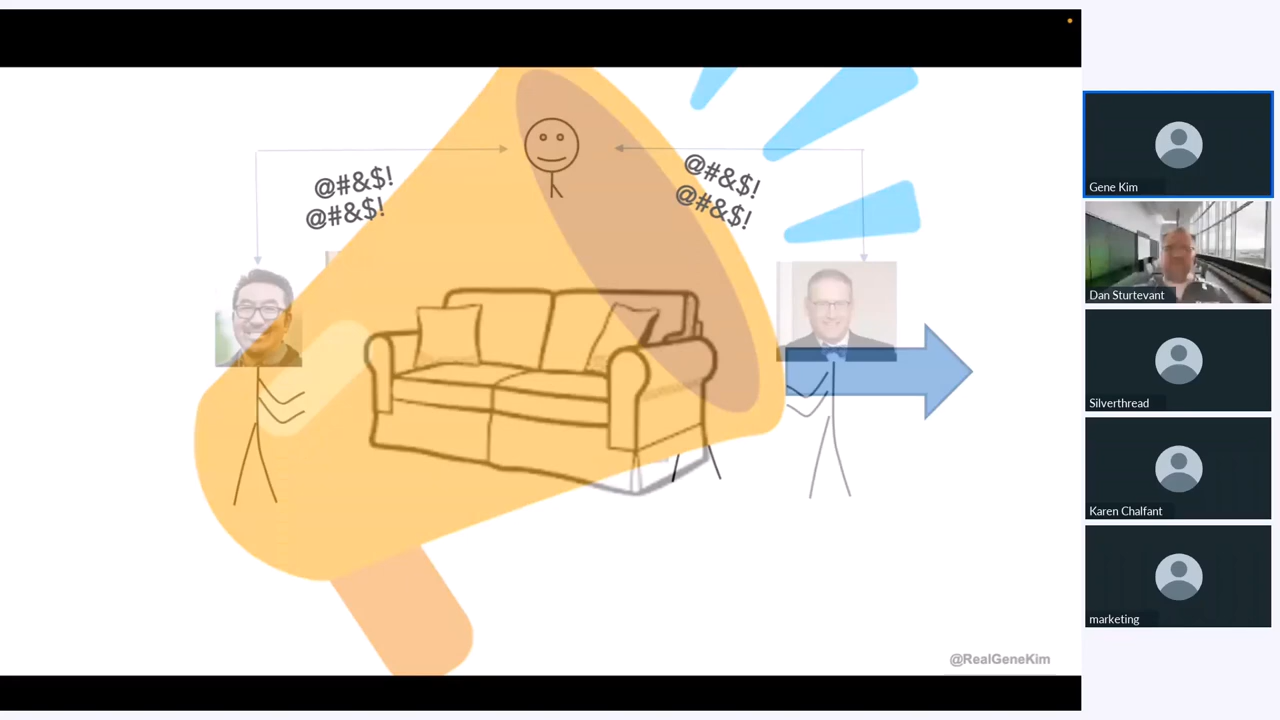 @#&$!
@#&$!
@#&$!
@#&$!
@RealGeneKim
Gene Kim
Dan Sturtevant
Silverthread
Karen Chalfant
marketing